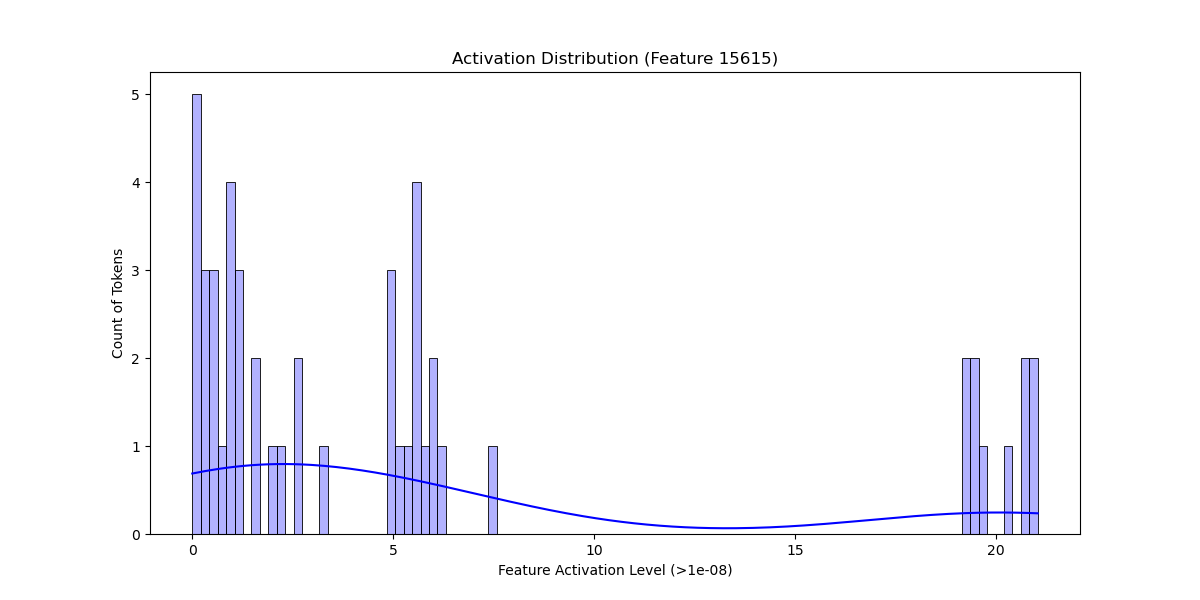 Activation Distribution (Feature 15615)
Count of Tokens
5
4
3
2
1
0
0 5 10 15 20
Feature Activation Level (>1e-08)